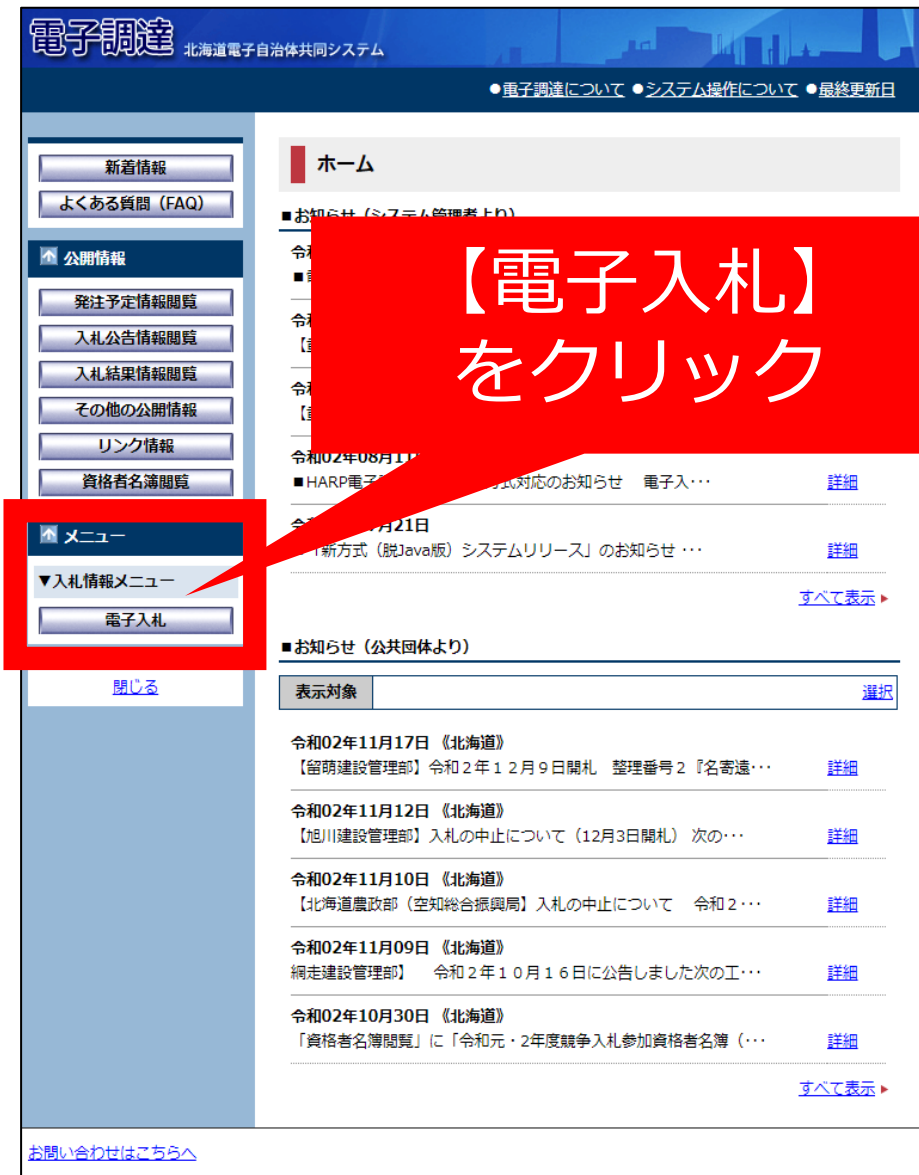 電子調達 北海道電子自治体共同システム
●電子調達について ●システム操作について ●最終更新日
新着情報
よくある質問（FAQ）
公開情報
発注予定情報閲覧
入札公告情報閲覧
入札結果情報閲覧
その他の公開情報
リンク情報
資格者名簿閲覧
メニュー
▼入札情報メニュー
電子入札
閉じる
ホーム
■お知らせ（システム管理者より）
【電子入札】
をクリック
令和02年08月11
■HARP電子 式対応のお知らせ　電子入･･･ 詳細
月21日
「新方式（脱Java版）システムリリース」のお知らせ ･･･ 詳細
すべて表示
■お知らせ（公共団体より）
表示対象 選択
令和02年11月17日 《北海道》
【留萌建設管理部】令和２年１２月９日開札　整理番号２『名寄遠･･･ 詳細
令和02年11月12日 《北海道》
【旭川建設管理部】入札の中止について（12月3日開札） 次の･･･ 詳細
令和02年11月10日 《北海道》
【北海道農政部（空知総合振興局】入札の中止について　令和２･･･ 詳細
令和02年11月09日 《北海道》
網走建設管理部】　令和２年１０月１６日に公告しました次の工･･･ 詳細
令和02年10月30日 《北海道》
「資格者名簿閲覧」に「令和元・2年度競争入札参加資格者名簿（･･･ 詳細
すべて表示
お問い合わせはこちらへ